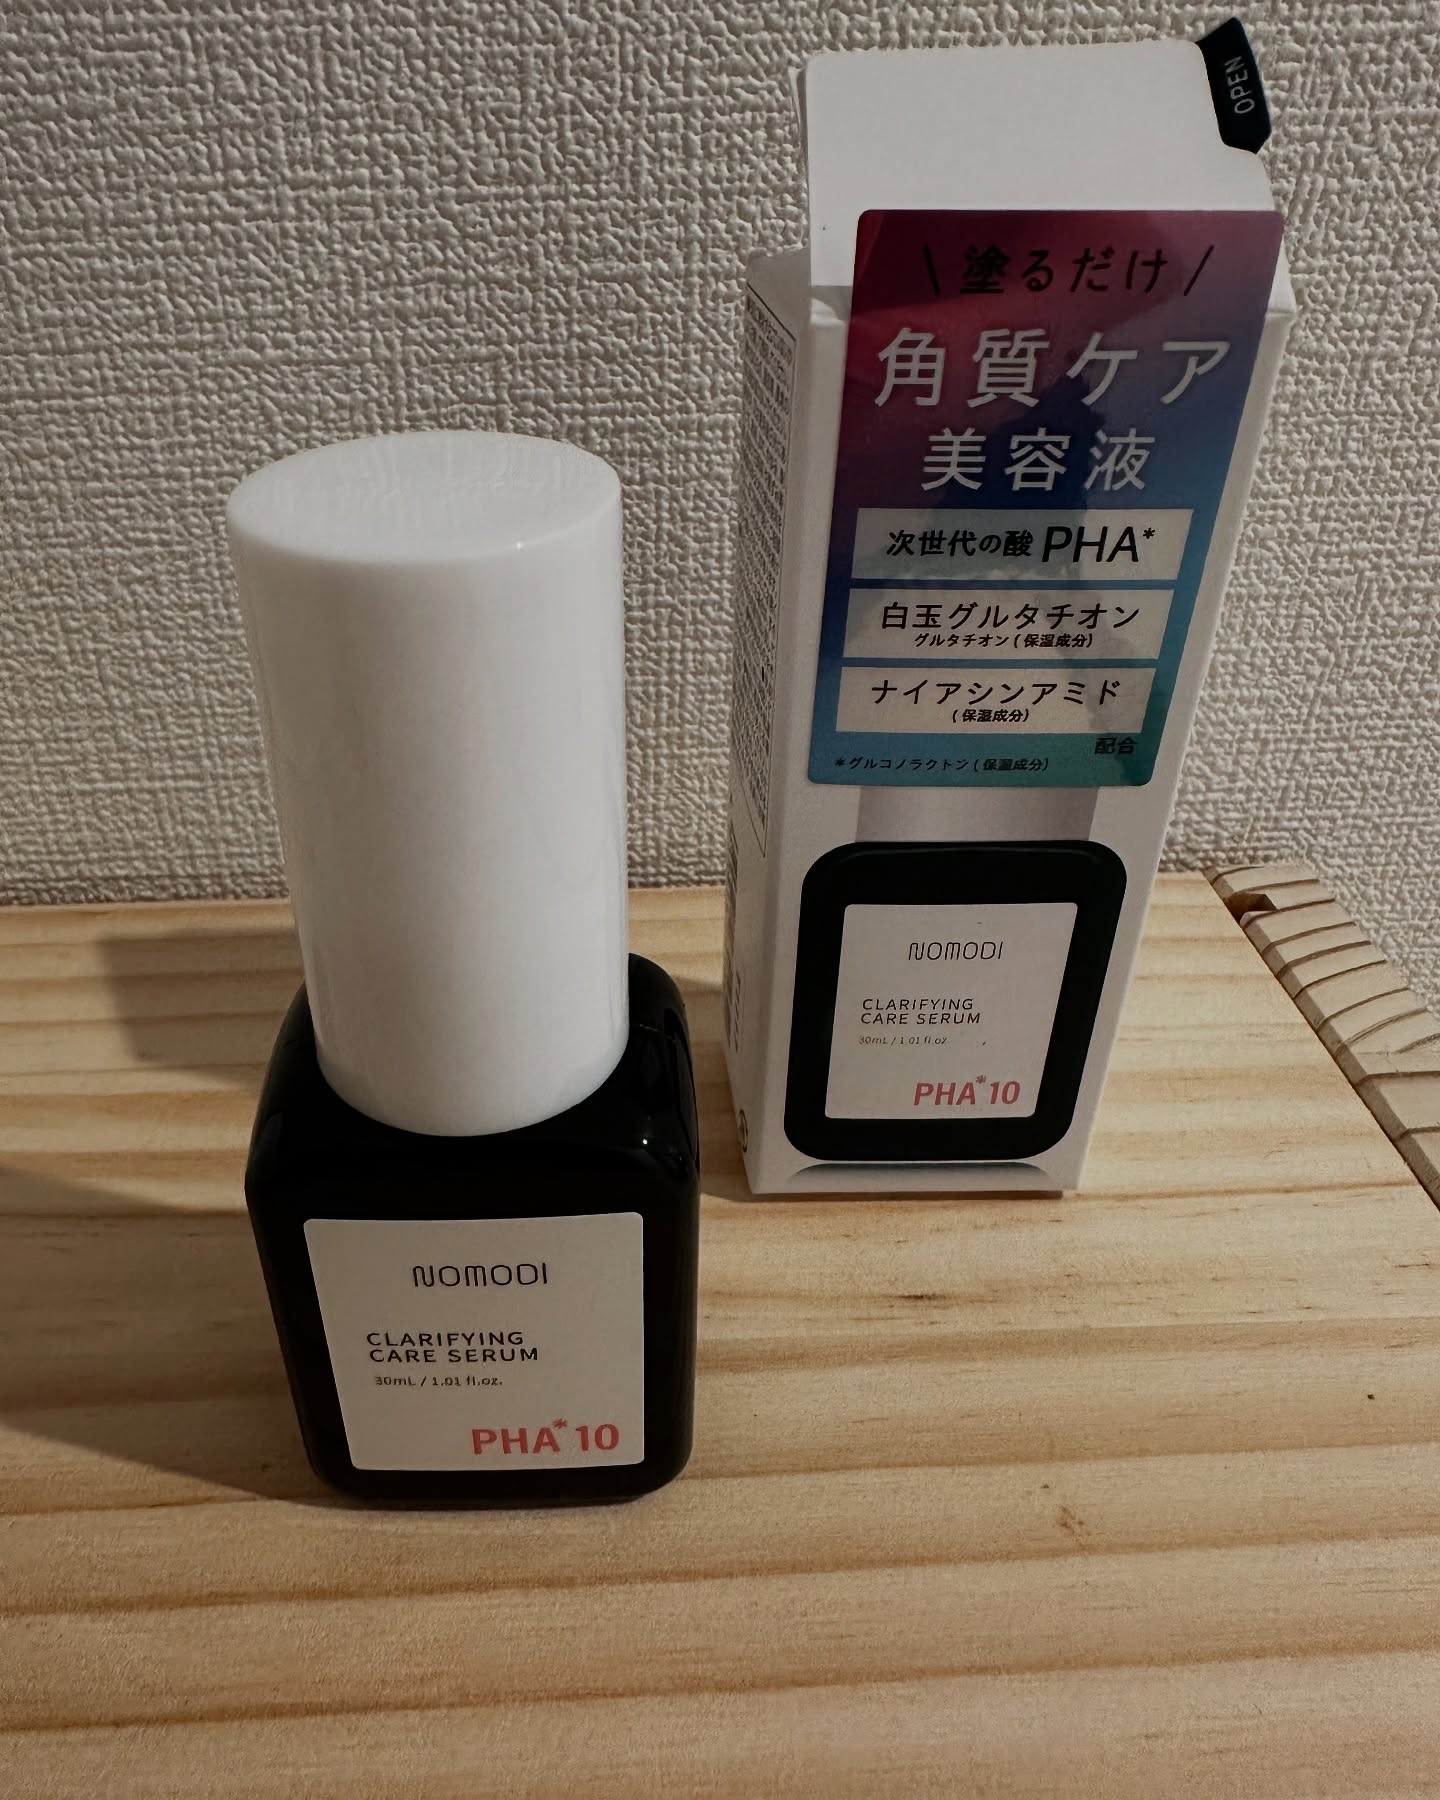 OPEN
\ 塗るだけ /
角質ケア
美容液
次世代の酸 PHA*
白玉グルタチオン
グルタチオン (保湿成分)
ナイアシンアミド
(保湿成分)
配合
*グルコノラクトン (保湿成分)
NOMODI
CLARIFYING
CARE SERUM
30mL / 1.01 fl.oz.
PHA*10
NOMODI
CLARIFYING
CARE SERUM
30mL / 1.01 fl.oz.
PHA*10